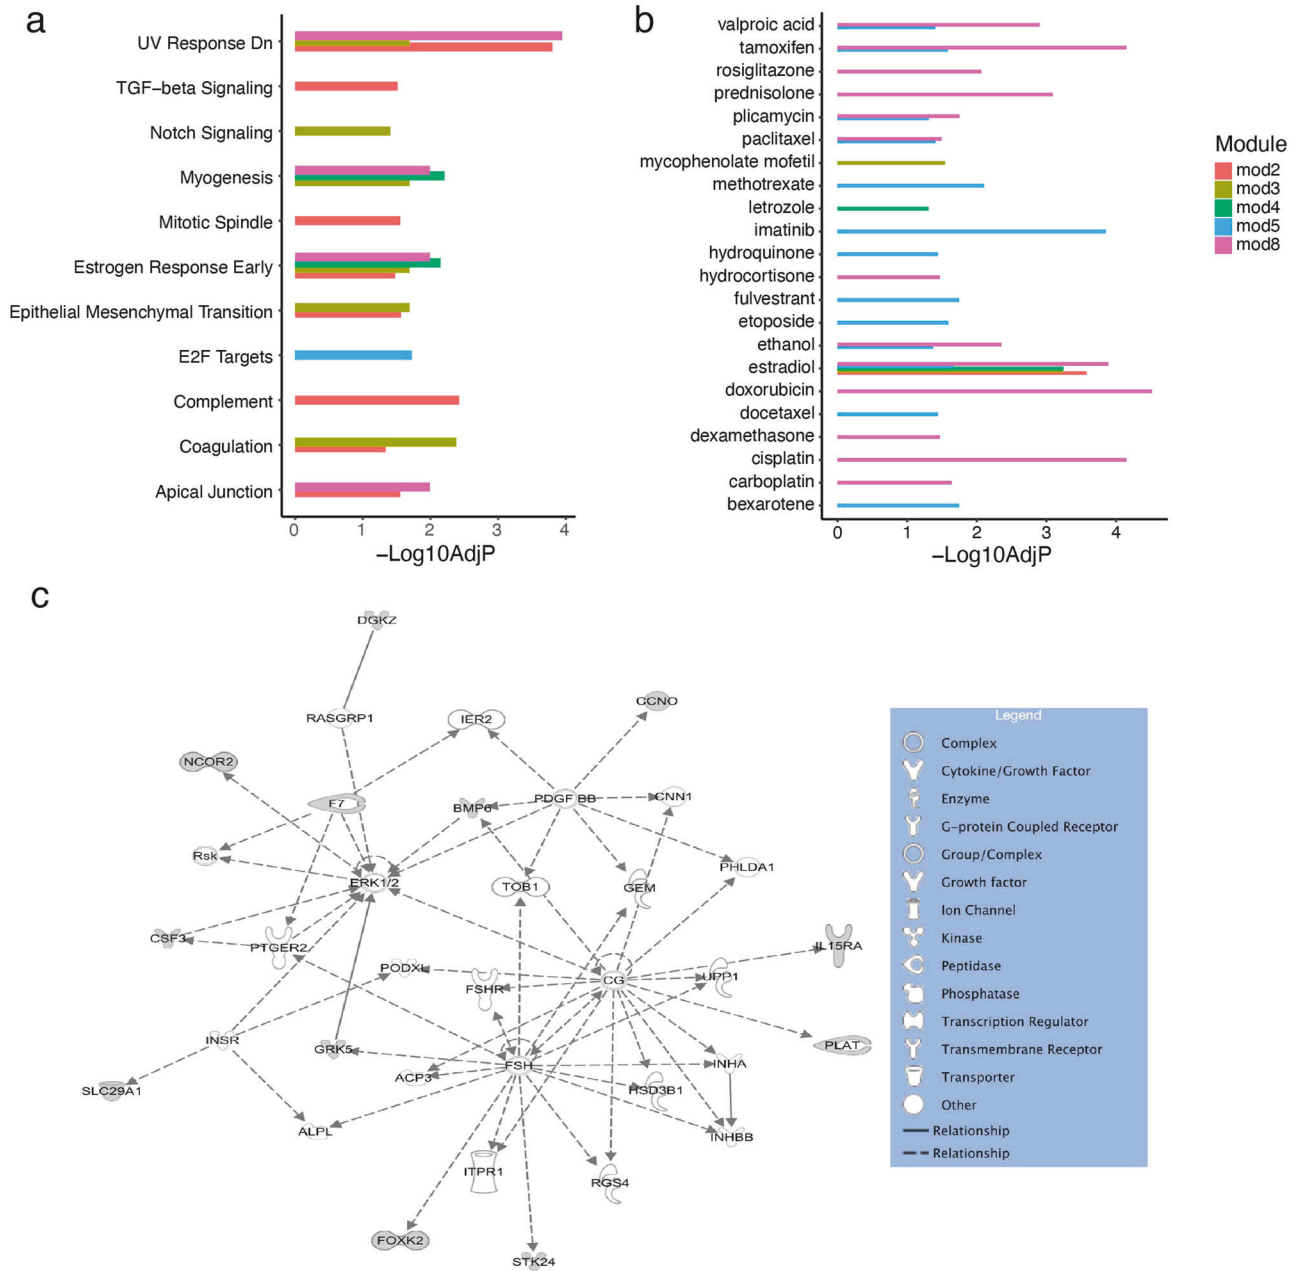 a
UV Response Dn
TGF−beta Signaling
Notch Signaling
Myogenesis
Mitotic Spindle
Estrogen Response Early
Epithelial Mesenchymal Transition
E2F Targets
Complement
Coagulation
Apical Junction
0 1 2 3 4
−Log10AdjP
b
valproic acid
tamoxifen
rosiglitazone
prednisolone
plicamycin
paclitaxel
mycophenolate mofetil
methotrexate
letrozole
imatinib
hydroquinone
hydrocortisone
fulvestrant
etoposide
ethanol
estradiol
doxorubicin
docetaxel
dexamethasone
cisplatin
carboplatin
bexarotene
0 1 2 3 4
−Log10AdjP
Module
mod2
mod3
mod4
mod5
mod8
c
DGKZ
CCNO
RASGRP1
IER2
NCOR2
F7
BMP6
PDGF BB
CNN1
Rsk
ERK1/2
TOB1
GEM
PHLDA1
CSF3
PTGER2
PODXL
FSHR
CG
UPP1
IL15RA
INSR
GRK5
FSH
INHA
PLAT
SLC29A1
ACP3
HSD3B1
ALPL
INHBB
ITPR1
RGS4
FOXK2
STK24
Legend
Complex
Cytokine/Growth Factor
Enzyme
G-protein Coupled Receptor
Group/Complex
Growth factor
Ion Channel
Kinase
Peptidase
Phosphatase
Transcription Regulator
Transmembrane Receptor
Transporter
Other
Relationship
Relationship